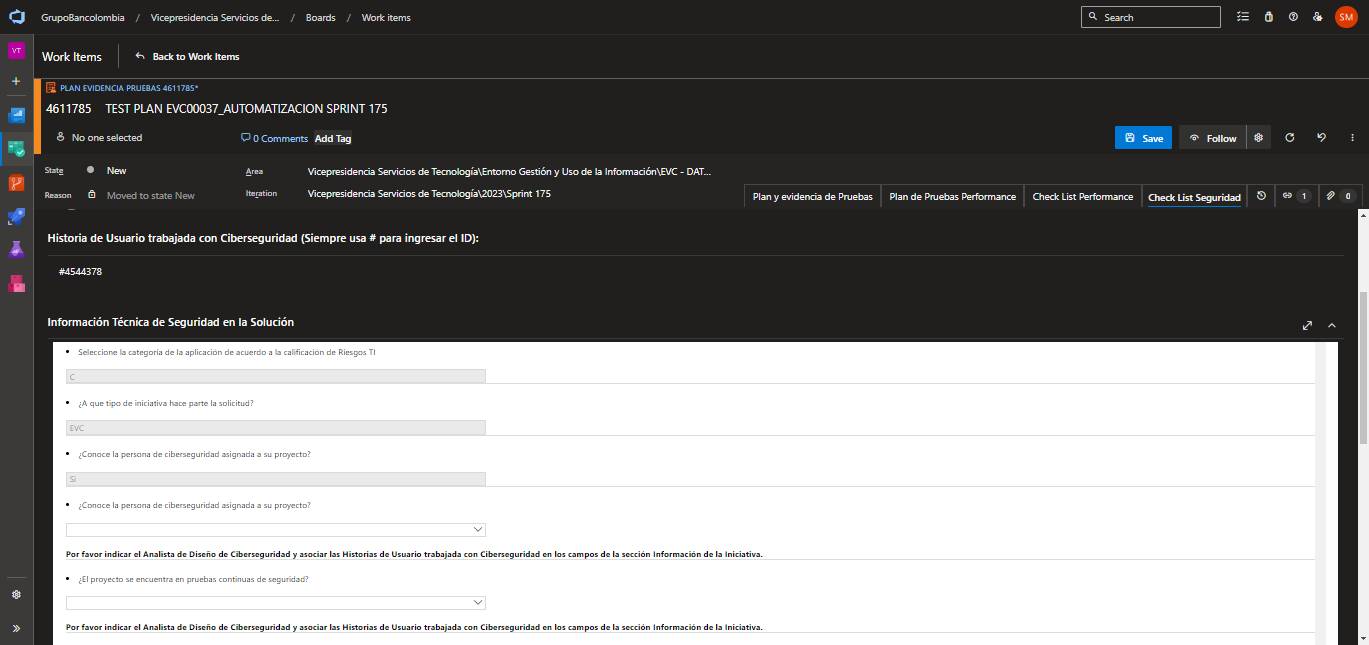 GrupoBancolombia / Vicepresidencia Servicios de... / Boards / Work items
Search
SM
VT
Work Items
Back to Work Items
PLAN EVIDENCIA PRUEBAS 4611785*
4611785 TEST PLAN EVC00037_AUTOMATIZACION SPRINT 175
No one selected
0 Comments
Add Tag
Save
Follow
State
New
Area
Vicepresidencia Servicios de Tecnología\Entorno Gestión y Uso de la Información\EVC - DAT...
Reason
Moved to state New
Iteration
Vicepresidencia Servicios de Tecnología\2023\Sprint 175
Plan y evidencia de Pruebas
Plan de Pruebas Performance
Check List Performance
Check List Seguridad
1
0
Historia de Usuario trabajada con Ciberseguridad (Siempre usa # para ingresar el ID):
#4544378
Información Técnica de Seguridad en la Solución
• Seleccione la categoria de la aplicación de acuerdo a la calificación de Riesgos TI
C
• ¿A que tipo de iniciativa hace parte la solicitud?
EVC
• ¿Conoce la persona de ciberseguridad asignada a su proyecto?
Si
• ¿Conoce la persona de ciberseguridad asignada a su proyecto?
Por favor indicar el Analista de Diseño de Ciberseguridad y asociar las Historias de Usuario trabajada con Ciberseguridad en los campos de la sección Información de la Iniciativa.
• ¿El proyecto se encuentra en pruebas continuas de seguridad?
Por favor indicar el Analista de Diseño de Ciberseguridad y asociar las Historias de Usuario trabajada con Ciberseguridad en los campos de la sección Información de la Iniciativa.